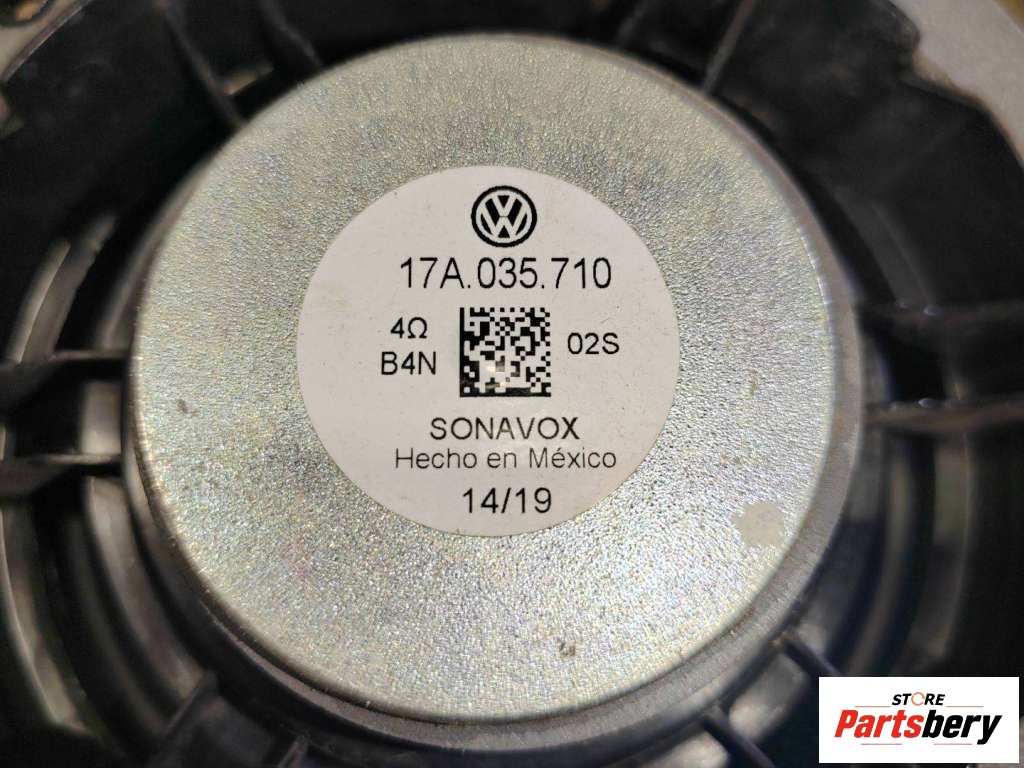 17A.035.710
4Ω
B4N
02S
SONAVOX
Hecho en México
14/19
STORE
Partsbery